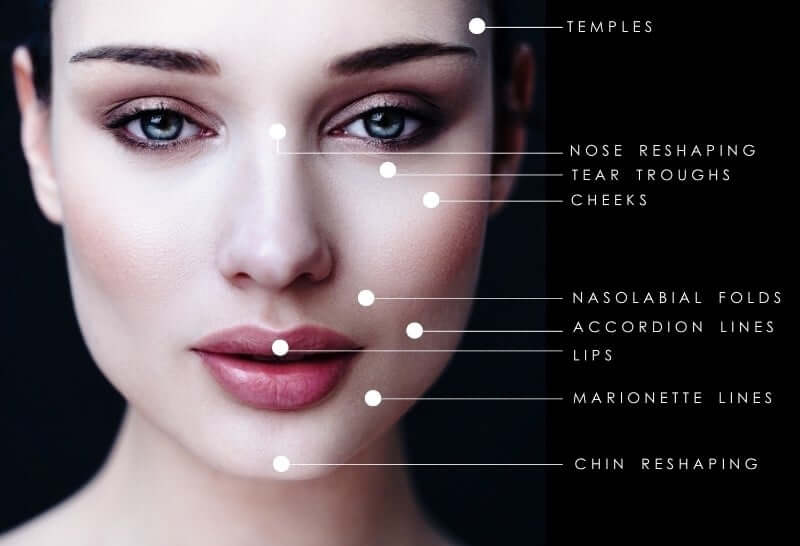 TEMPLES
NOSE RESHAPING
TEAR TROUGHS
CHEEKS
NASOLABIAL FOLDS
ACCORDION LINES
LIPS
MARIONETTE LINES
CHIN RESHAPING